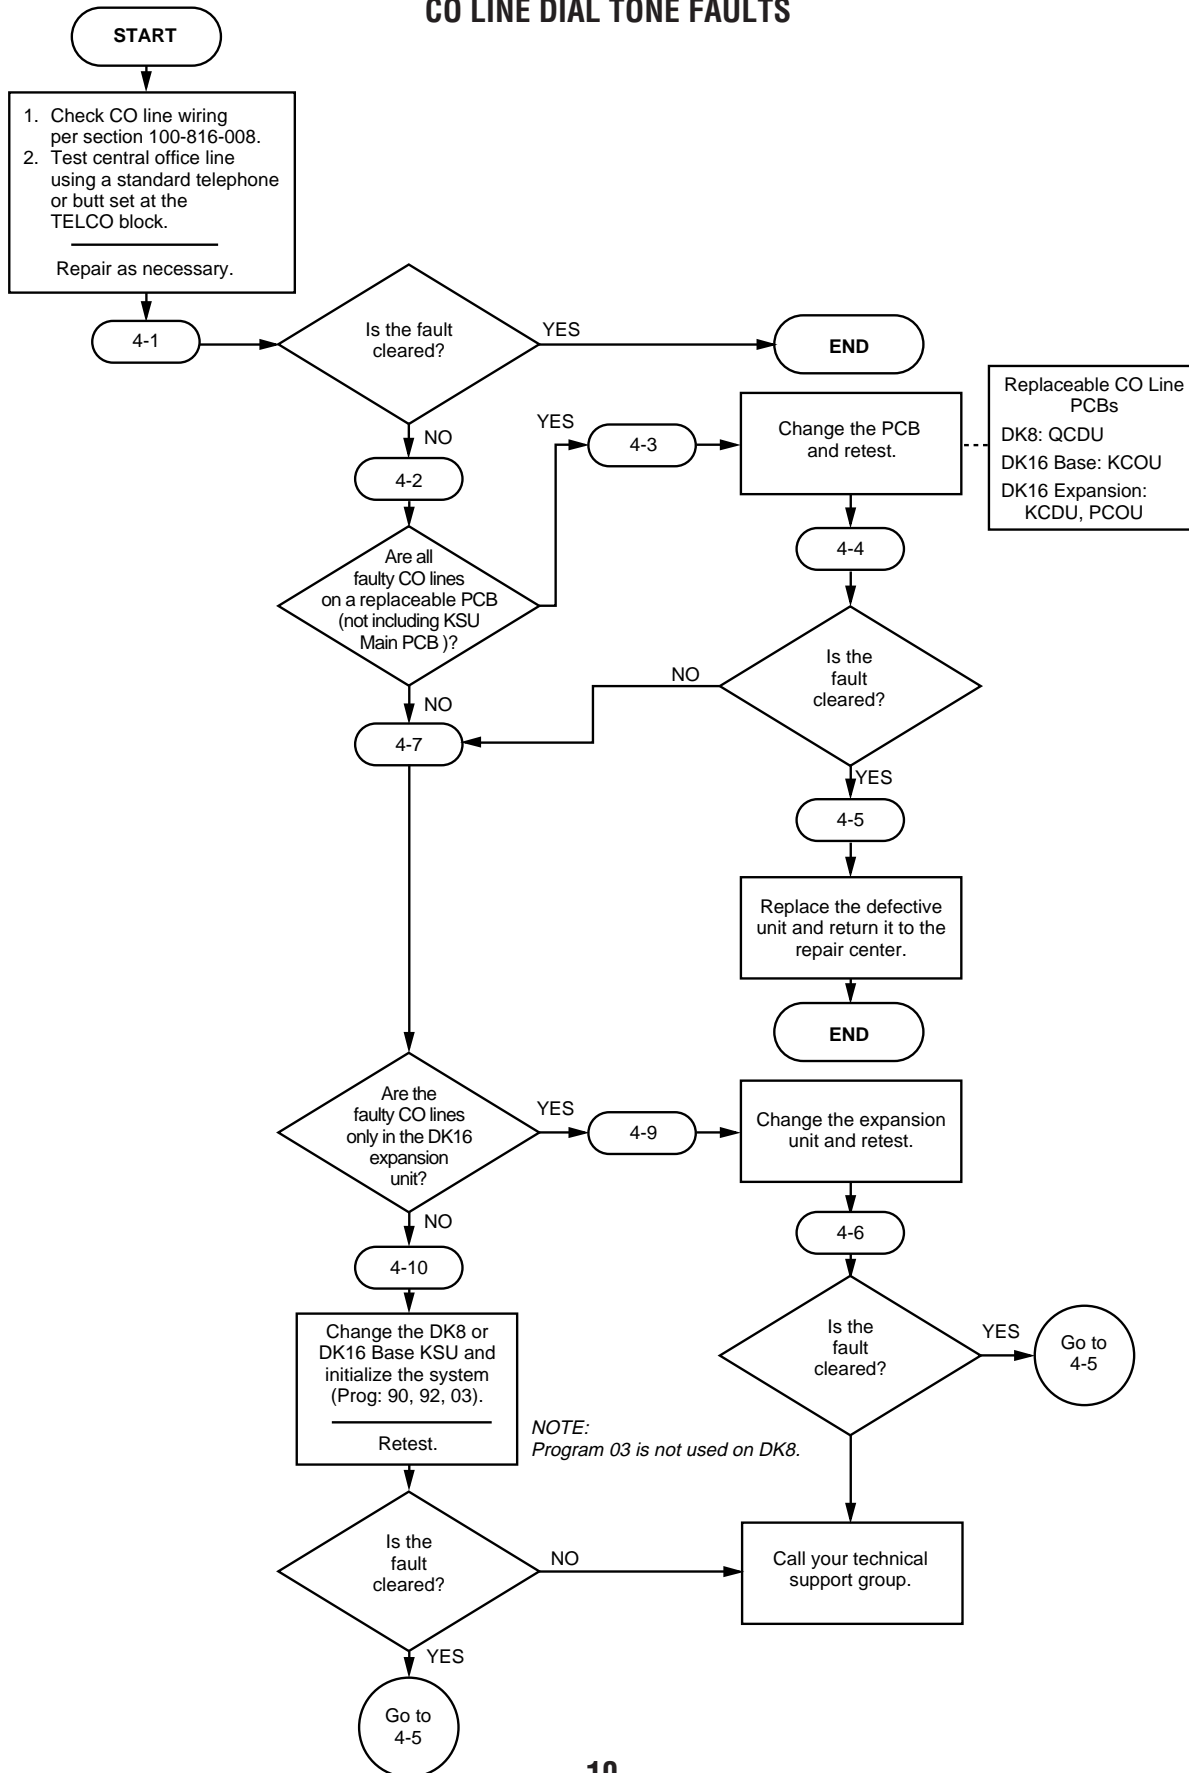 CO LINE DIAL TONE FAULTS
START
1. Check CO line wiring
per section 100-816-008.
2. Test central office line
using a standard telephone
or butt set at the
TELCO block.
Repair as necessary.
4-1
Is the fault
cleared?
YES
END
NO
4-2
Are all
faulty CO lines
on a replaceable PCB
(not including KSU
Main PCB )?
YES
4-3
Change the PCB
and retest.
Replaceable CO Line
PCBs
DK8: QCDU
DK16 Base: KCOU
DK16 Expansion:
KCDU, PCOU
4-4
Is the
fault
cleared?
NO
NO
4-7
YES
4-5
Replace the defective
unit and return it to the
repair center.
END
Are the
faulty CO lines
only in the DK16
expansion
unit?
YES
4-9
Change the expansion
unit and retest.
NO
4-10
4-6
Change the DK8 or
DK16 Base KSU and
initialize the system
(Prog: 90, 92, 03).
Retest.
NOTE:
Program 03 is not used on DK8.
Is the
fault
cleared?
YES
Go to
4-5
Is the
fault
cleared?
NO
Call your technical
support group.
YES
Go to
4-5
10